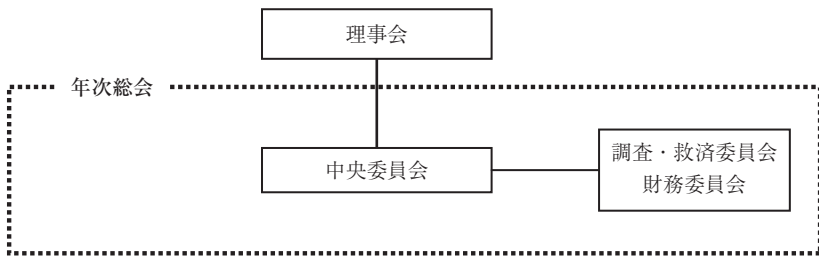 理事会
年次総会
中央委員会
調査・救済委員会
財務委員会